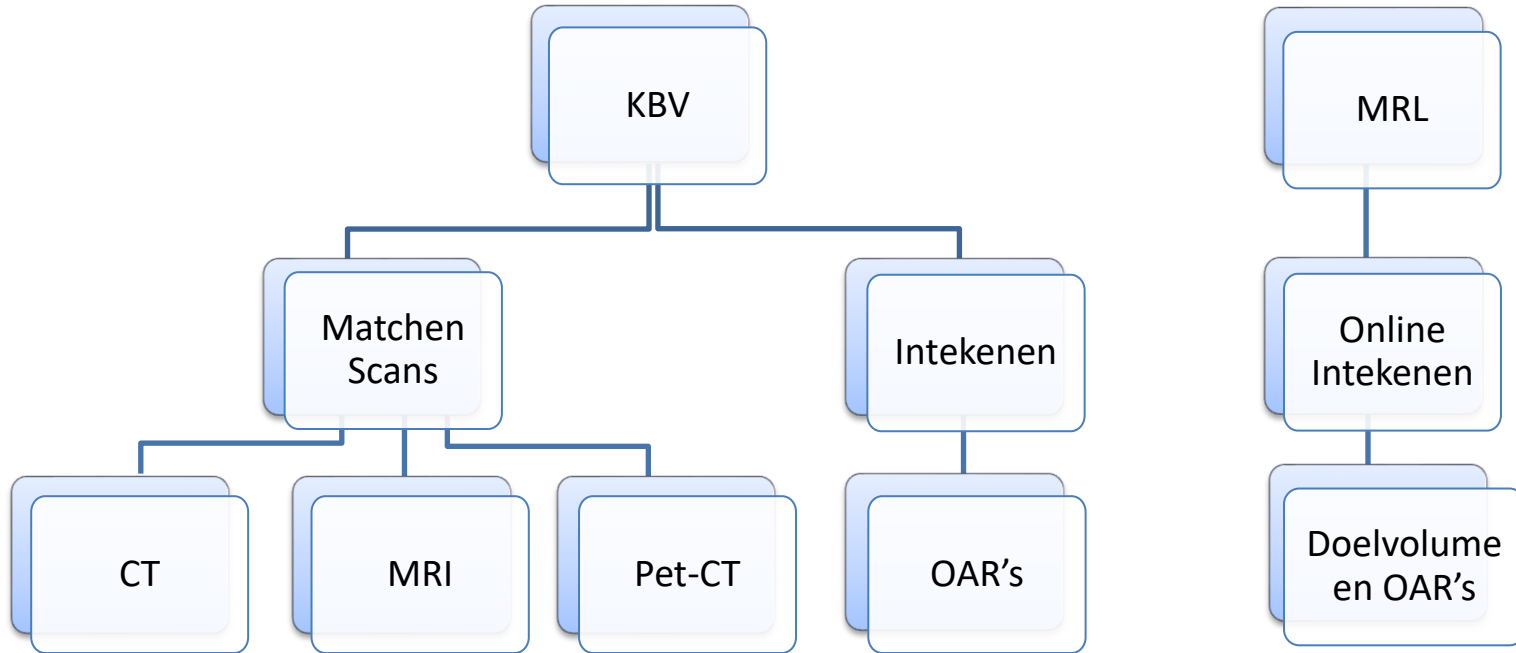 KBV
MRL
Matchen
Scans
Intekenen
Online
Intekenen
CT
MRI
Pet-CT
OAR’s
Doelvolume
en OAR’s